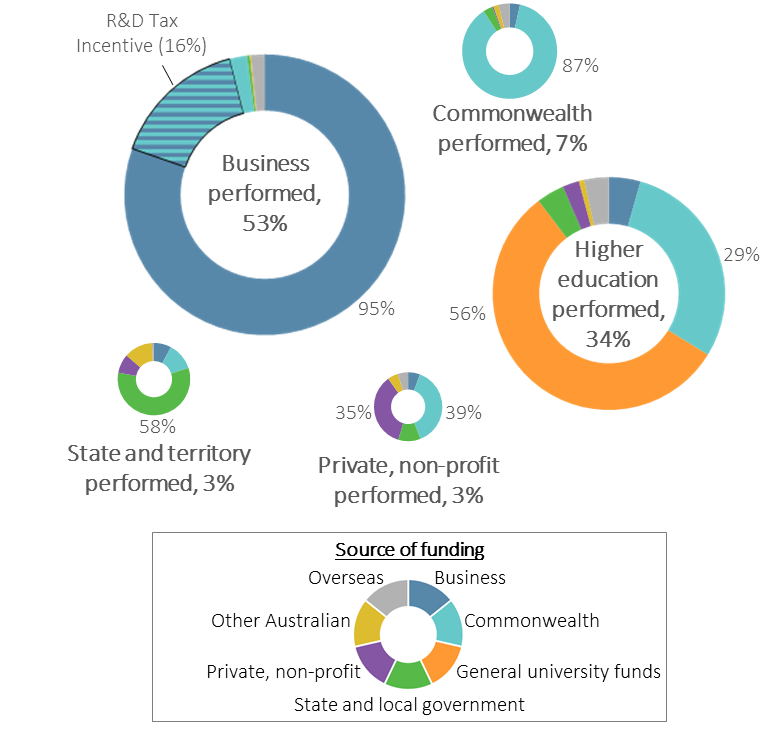 R&D Tax
Incentive (16%)
87%
Commonwealth
performed, 7%
Business
performed,
53%
95%
Higher
education
performed,
34%
29%
56%
58%
State and territory
performed, 3%
35%
39%
Private, non-profit
performed, 3%
Source of funding
Overseas
Business
Other Australian
Commonwealth
Private, non-profit
General university funds
State and local government